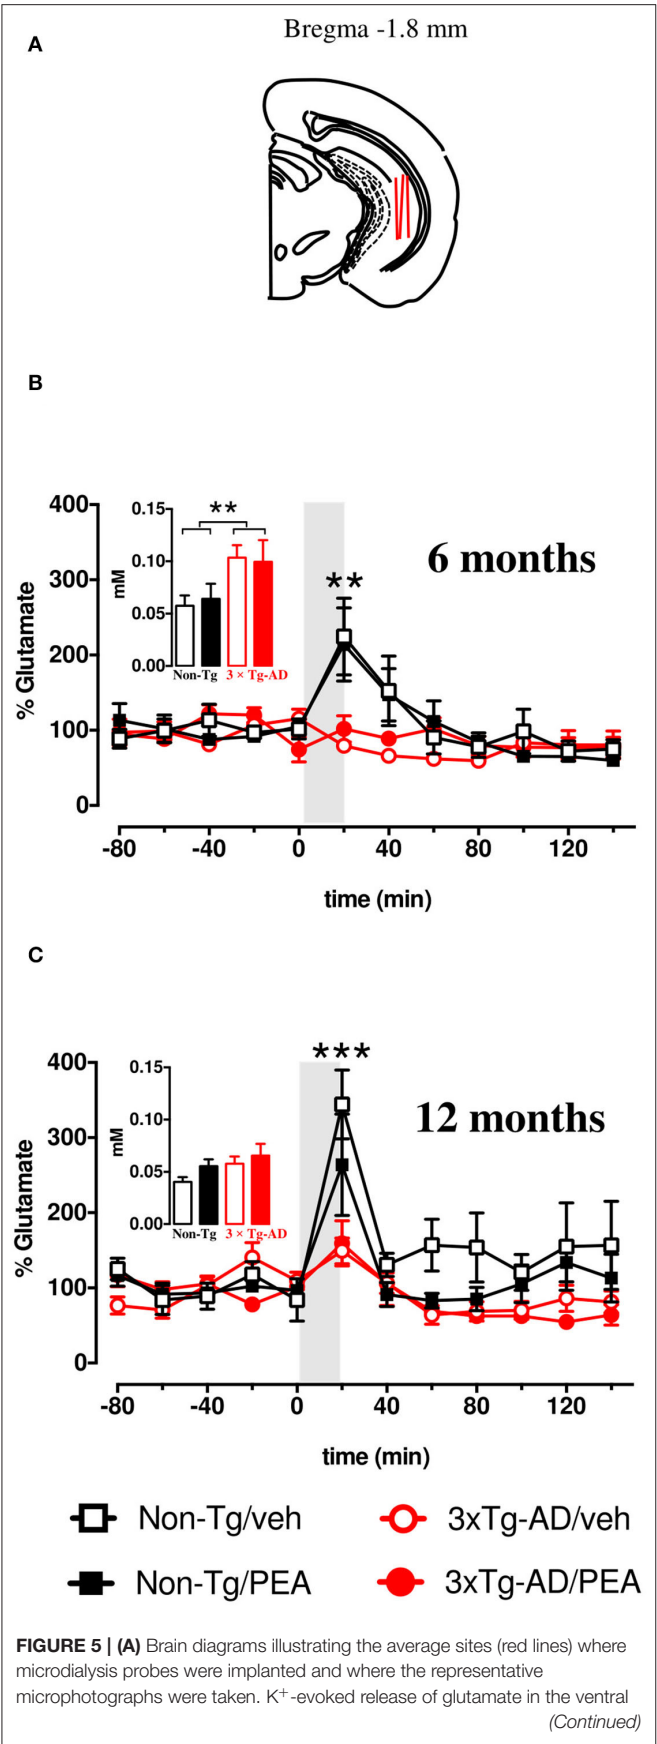 Bregma -1.8 mm
A
B
400
300
200
100
0
% Glutamate
0.15
0.10
0.05
0.00
mM
**
Non-Tg 3 × Tg-AD
**
6 months
-80 -40 0 40 80 120
time (min)
C
400
300
200
100
0
% Glutamate
0.15
0.10
0.05
0.00
mM
Non-Tg 3 × Tg-AD
***
12 months
-80 -40 0 40 80 120
time (min)
Non-Tg/veh 3xTg-AD/veh
Non-Tg/PEA 3xTg-AD/PEA
FIGURE 5 | (A) Brain diagrams illustrating the average sites (red lines) where
microdialysis probes were implanted and where the representative
microphotographs were taken. K⁺-evoked release of glutamate in the ventral
(Continued)